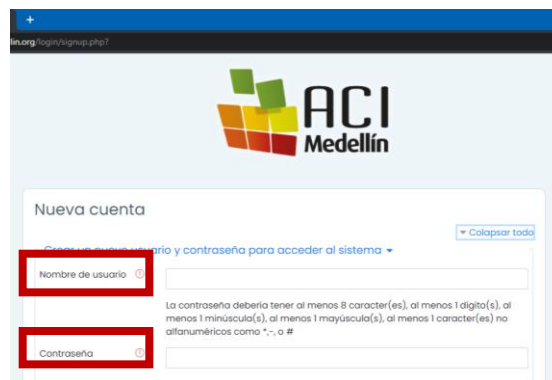 +
lin.org/login/signup.php?
ACI
Medellín
Nueva cuenta
Colapsar todo
Crear un nuevo usuario y contraseña para acceder al sistema
Nombre de usuario
La contraseña debería tener al menos 8 caracter(es), al menos 1 dígito(s), al
menos 1 minúscula(s), al menos 1 mayúscula(s), al menos 1 caracter(es) no
alfanuméricos como *,-, o #
Contraseña